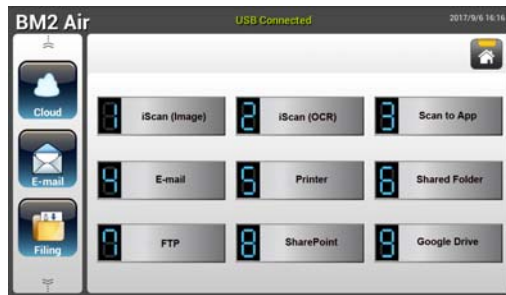 BM2 Air USB Connected 2017/9/6 16:16
Cloud
E-mail
Filing
1 iScan (Image) 2 iScan (OCR) 3 Scan to App
4 E-mail 5 Printer 6 Shared Folder
7 FTP 8 SharePoint 9 Google Drive